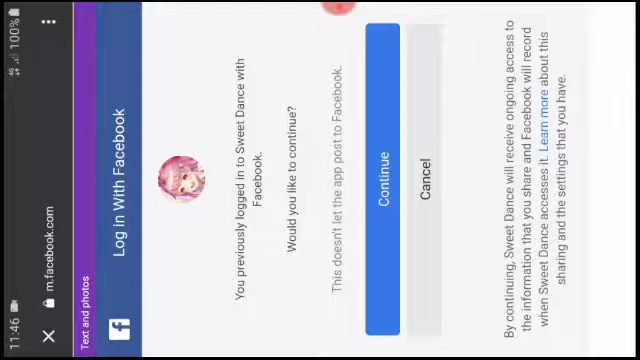 11:46
4G 100%
m.facebook.com
Text and photos
Log in With Facebook
You previously logged in to Sweet Dance with
Facebook.
Would you like to continue?
This doesn't let the app post to Facebook.
Continue
Cancel
By continuing, Sweet Dance will receive ongoing access to
the information that you share and Facebook will record
when Sweet Dance accesses it. Learn more about this
sharing and the settings that you have.